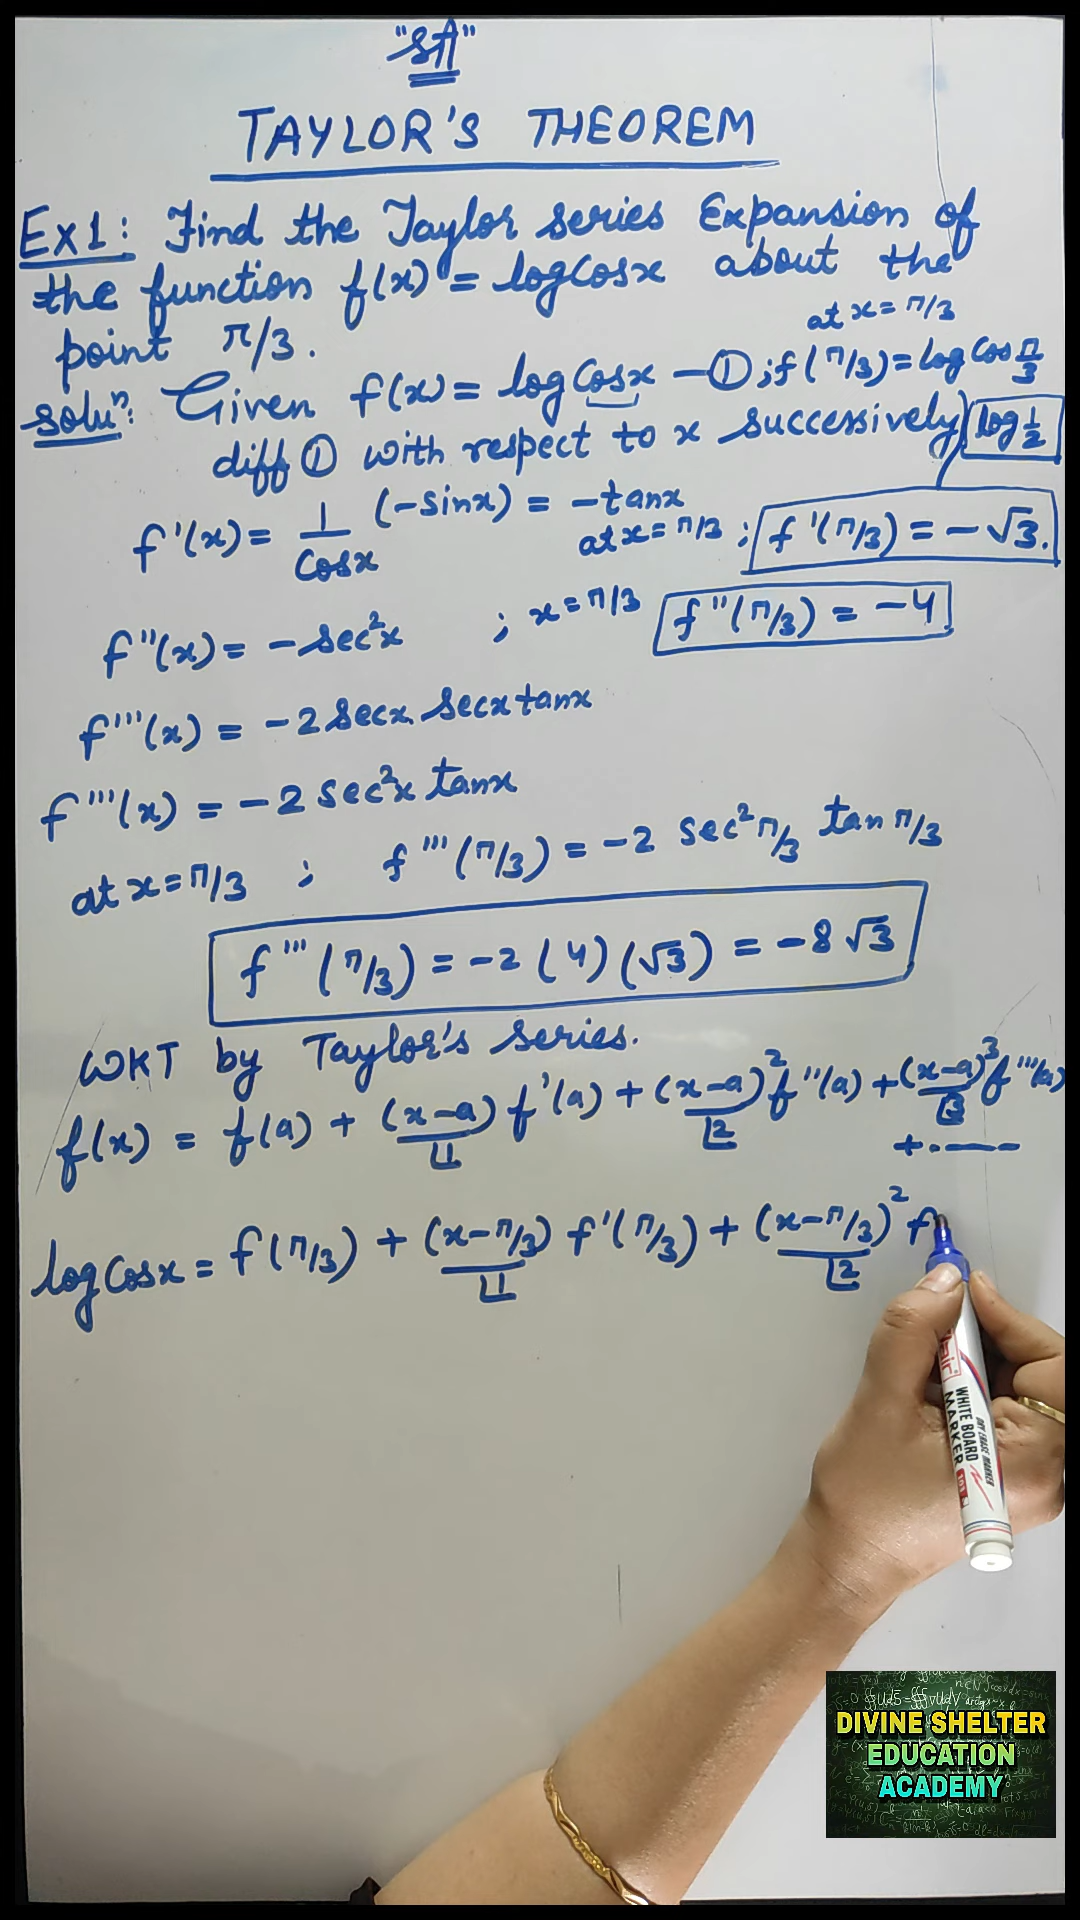 "श्री"
TAYLOR'S THEOREM
Ex1: Find the Taylor series Expansion of
the function f(x) = logcosx about the
point π/3.
at x = π/3
Soluⁿ: Given f(x) = log Cosx – ① ; f(π/3) = log Cos π/3
diff ① with respect to x successively log 1/2
f'(x) = 1/Cosx (-sinx) = -tanx
at x = π/3 ; f'(π/3) = -√3.
f''(x) = -sec²x ; x = π/3 f''(π/3) = -4
f'''(x) = -2 secx. secx tanx
f'''(x) = -2 sec²x tanx
at x = π/3 ; f'''(π/3) = -2 sec² π/3 tan π/3
f'''(π/3) = -2 (4) (√3) = -8√3
WKT by Taylor's series.
f(x) = f(a) + (x-a)/∟1 f'(a) + (x-a)²/∟2 f''(a) + (x-a)³/∟3 f'''(a)
+ . ——
log Cosx = f(π/3) + (x-π/3)/∟1 f'(π/3) + (x-π/3)²/∟2 f
WHITE BOARD
MARKER
DIVINE SHELTER
EDUCATION
ACADEMY